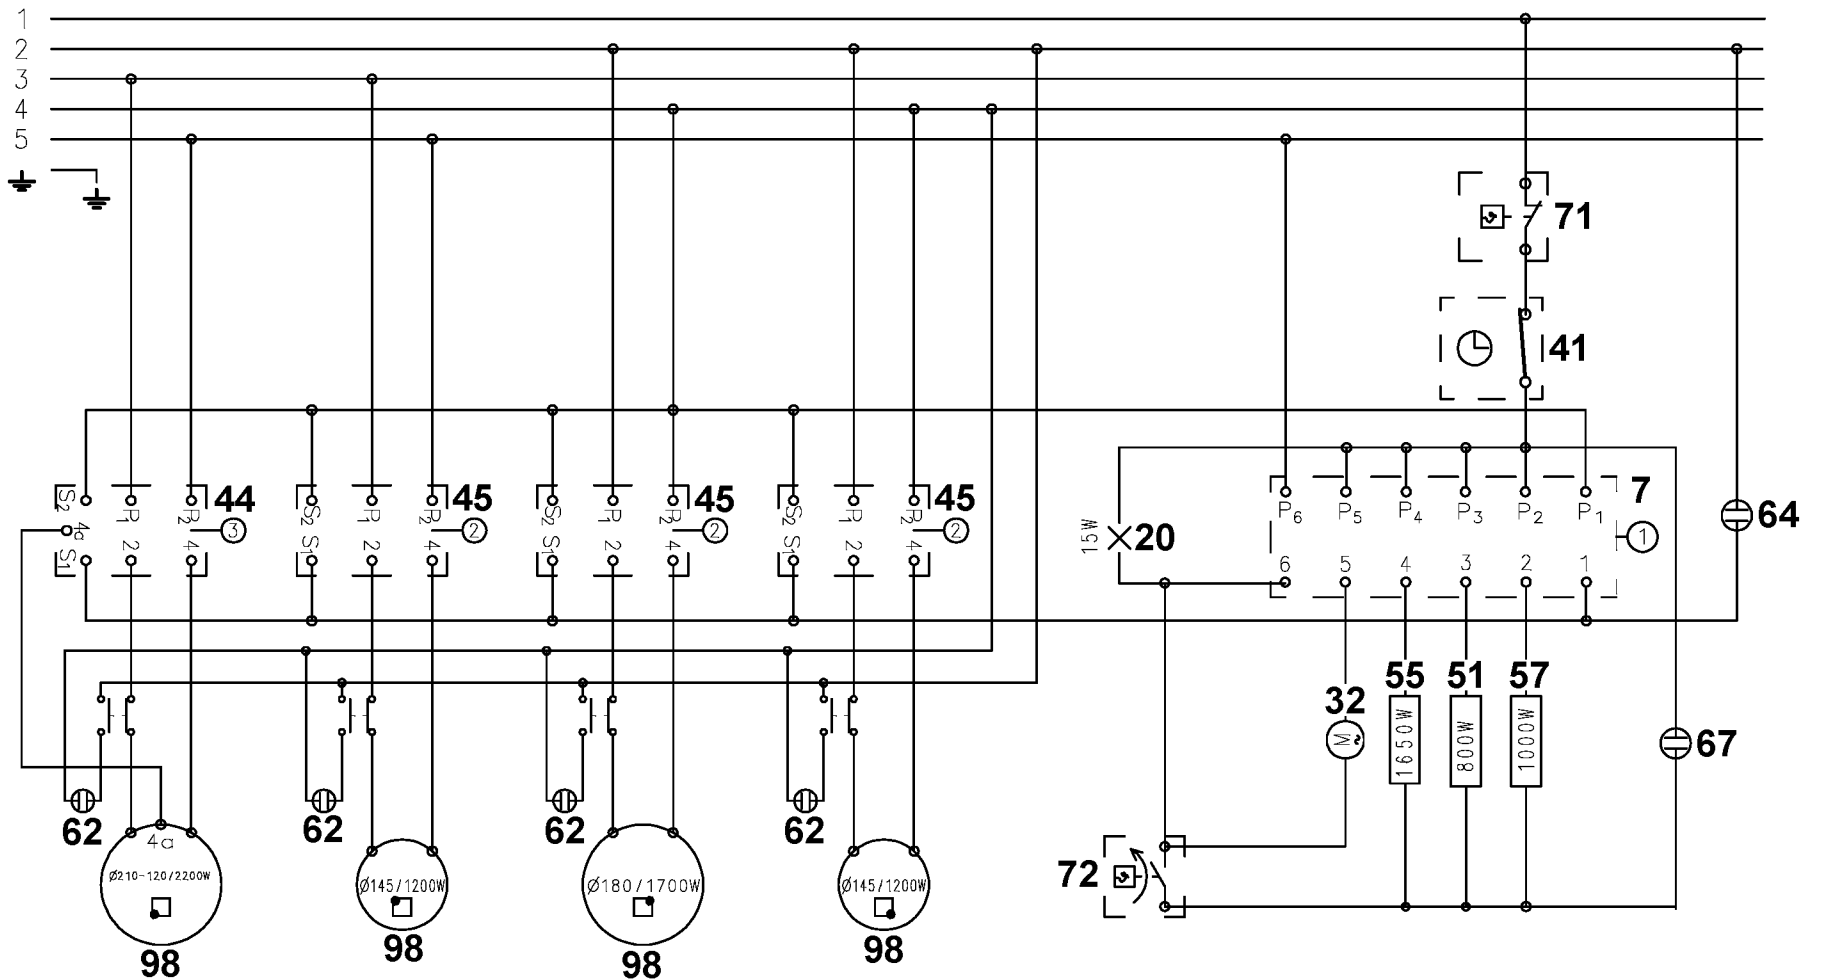 1
2
3
4
5
71
41
S2 P1 P2 44
4a 3
S1 2 4
S2 P1 P2 45
2
S1 2 4
S2 P1 P2 45
2
S1 2 4
S2 P1 P2 45
2
S1 2 4
15W 20
P6 P5 P4 P3 P2 P1 7
1
6 5 4 3 2 1
64
55 51 57
32
M~ 1650W 800W 1000W
67
62 62 62 62
4a
Ø210-120/2200W Ø145/1200W Ø180/1700W Ø145/1200W
72
98 98 98 98